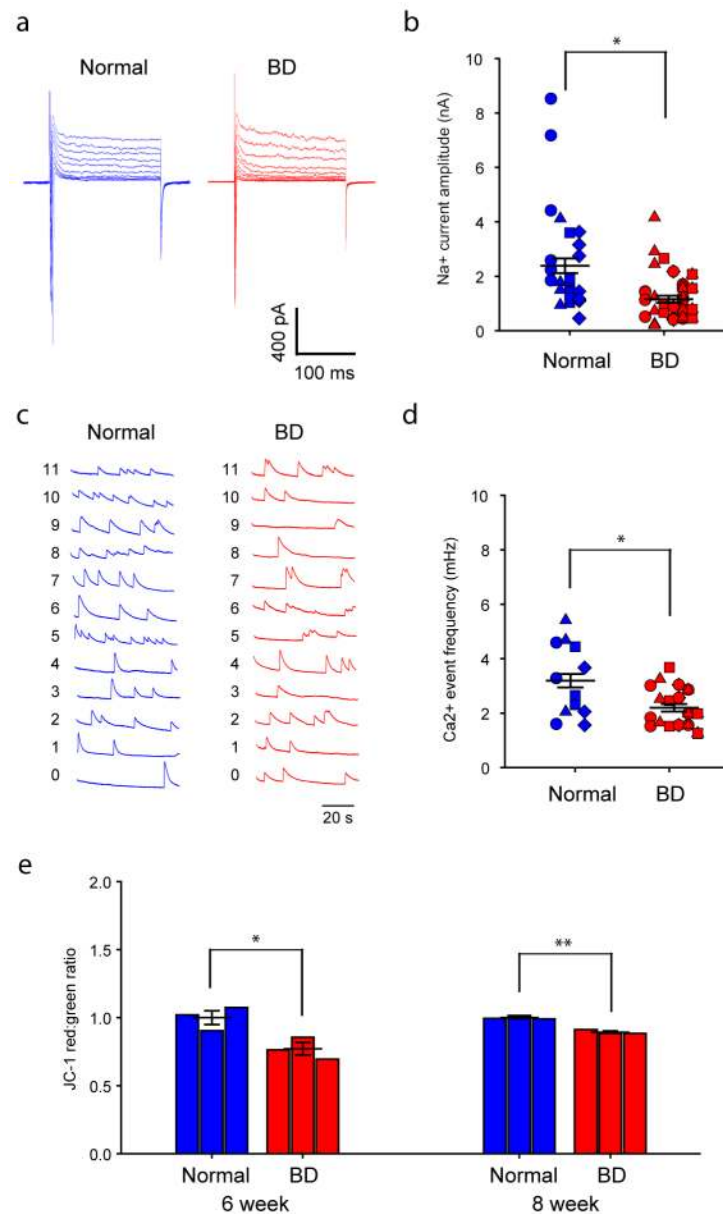 a
Normal BD
400 pA
100 ms
b
*
10
8
6
4
2
0
Na+ current amplitude (nA)
Normal BD
c
Normal BD
11 11
10 10
9 9
8 8
7 7
6 6
5 5
4 4
3 3
2 2
1 1
0 0
20 s
d
*
10
8
6
4
2
0
Ca2+ event frequency (mHz)
Normal BD
e
2.0
1.5
1.0
0.5
0.0
JC-1 red:green ratio
* **
Normal BD Normal BD
6 week 8 week